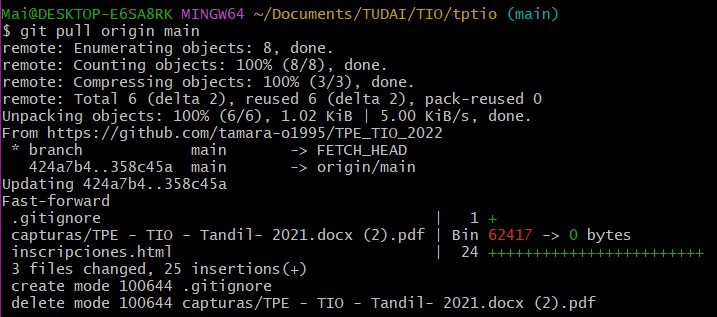 Mai@DESKTOP-E6SA8RK MINGW64 ~/Documents/TUDAI/TIO/tptio (main)
$ git pull origin main
remote: Enumerating objects: 8, done.
remote: Counting objects: 100% (8/8), done.
remote: Compressing objects: 100% (3/3), done.
remote: Total 6 (delta 2), reused 6 (delta 2), pack-reused 0
Unpacking objects: 100% (6/6), 1.02 KiB | 5.00 KiB/s, done.
From https://github.com/tamara-o1995/TPE_TIO_2022
 * branch            main       -> FETCH_HEAD
   424a7b4..358c45a  main       -> origin/main
Updating 424a7b4..358c45a
Fast-forward
 .gitignore                                    |   1 +
 capturas/TPE - TIO - Tandil- 2021.docx (2).pdf | Bin 62417 -> 0 bytes
 inscripciones.html                            |  24 ++++++++++++++++++++++++
 3 files changed, 25 insertions(+)
 create mode 100644 .gitignore
 delete mode 100644 capturas/TPE - TIO - Tandil- 2021.docx (2).pdf